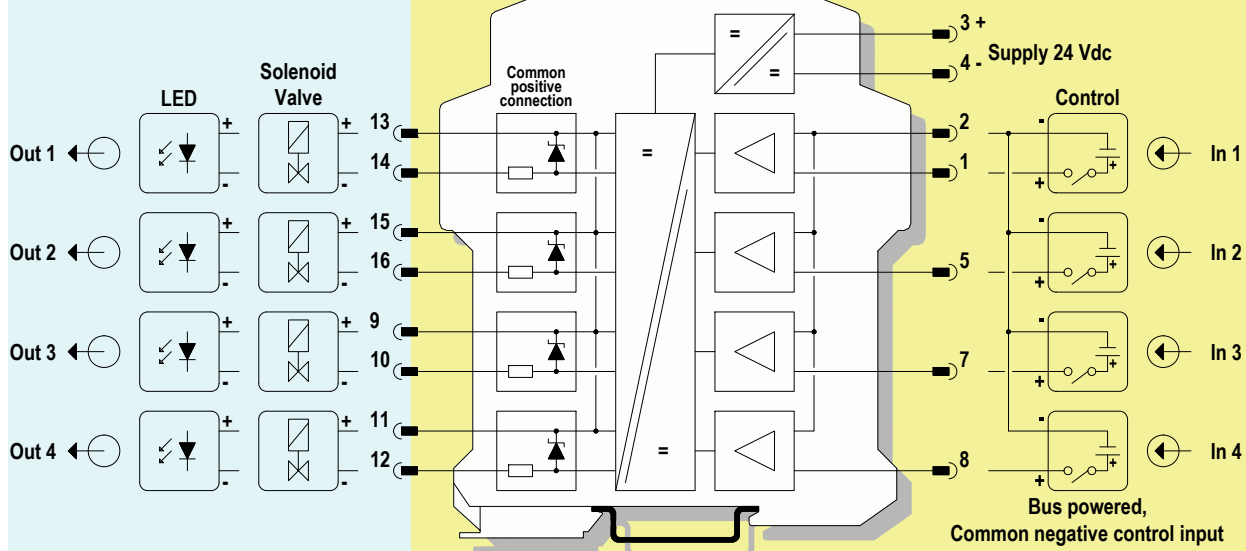 3 +
Supply 24 Vdc
4 -
=
=
LED
Solenoid
Valve
Common
positive
connection
Control
Out 1
+
-
+
-
13
14
=
2
1
-
+
+
In 1
Out 2
+
-
+
-
15
16
5
-
+
+
In 2
Out 3
+
-
+
-
9
10
7
-
+
+
In 3
Out 4
+
-
+
-
11
12
=
8
-
+
+
In 4
Bus powered,
Common negative control input